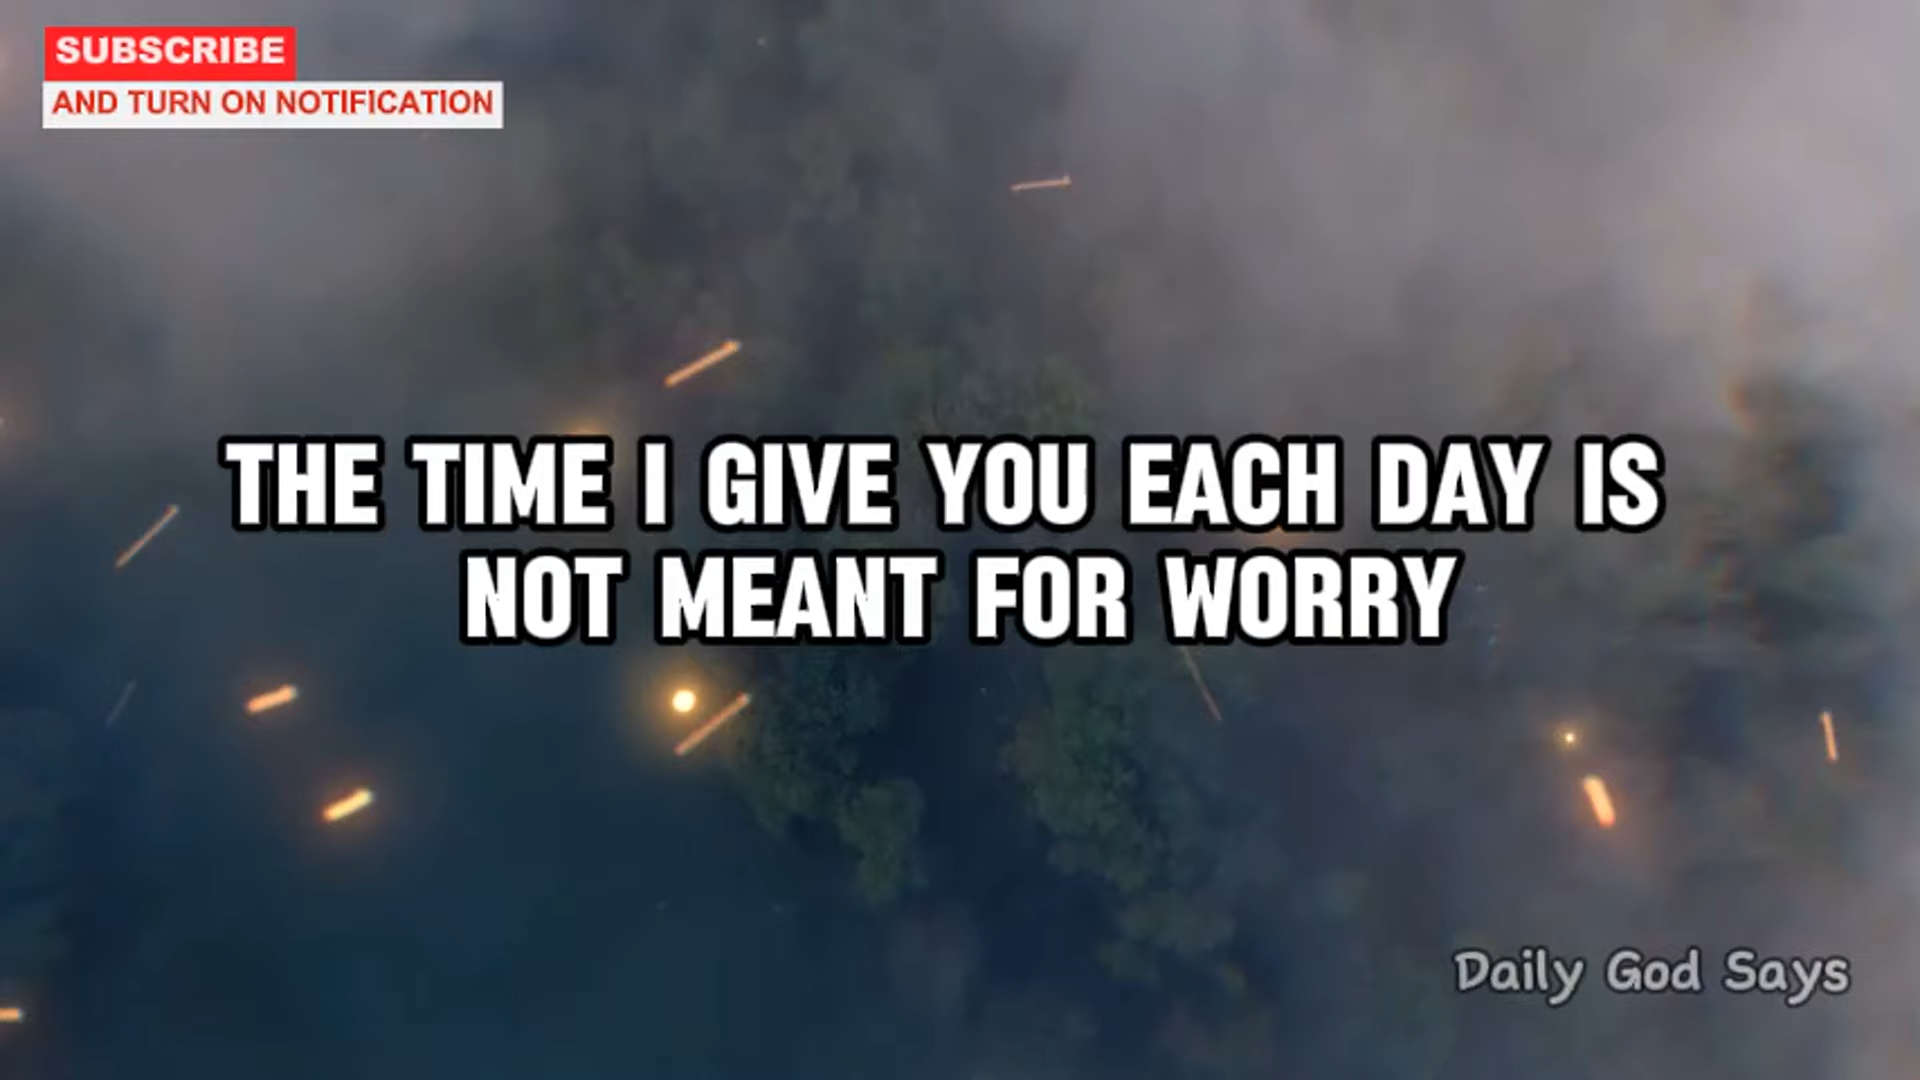 SUBSCRIBE
AND TURN ON NOTIFICATION
THE TIME I GIVE YOU EACH DAY IS
NOT MEANT FOR WORRY
Daily God Says